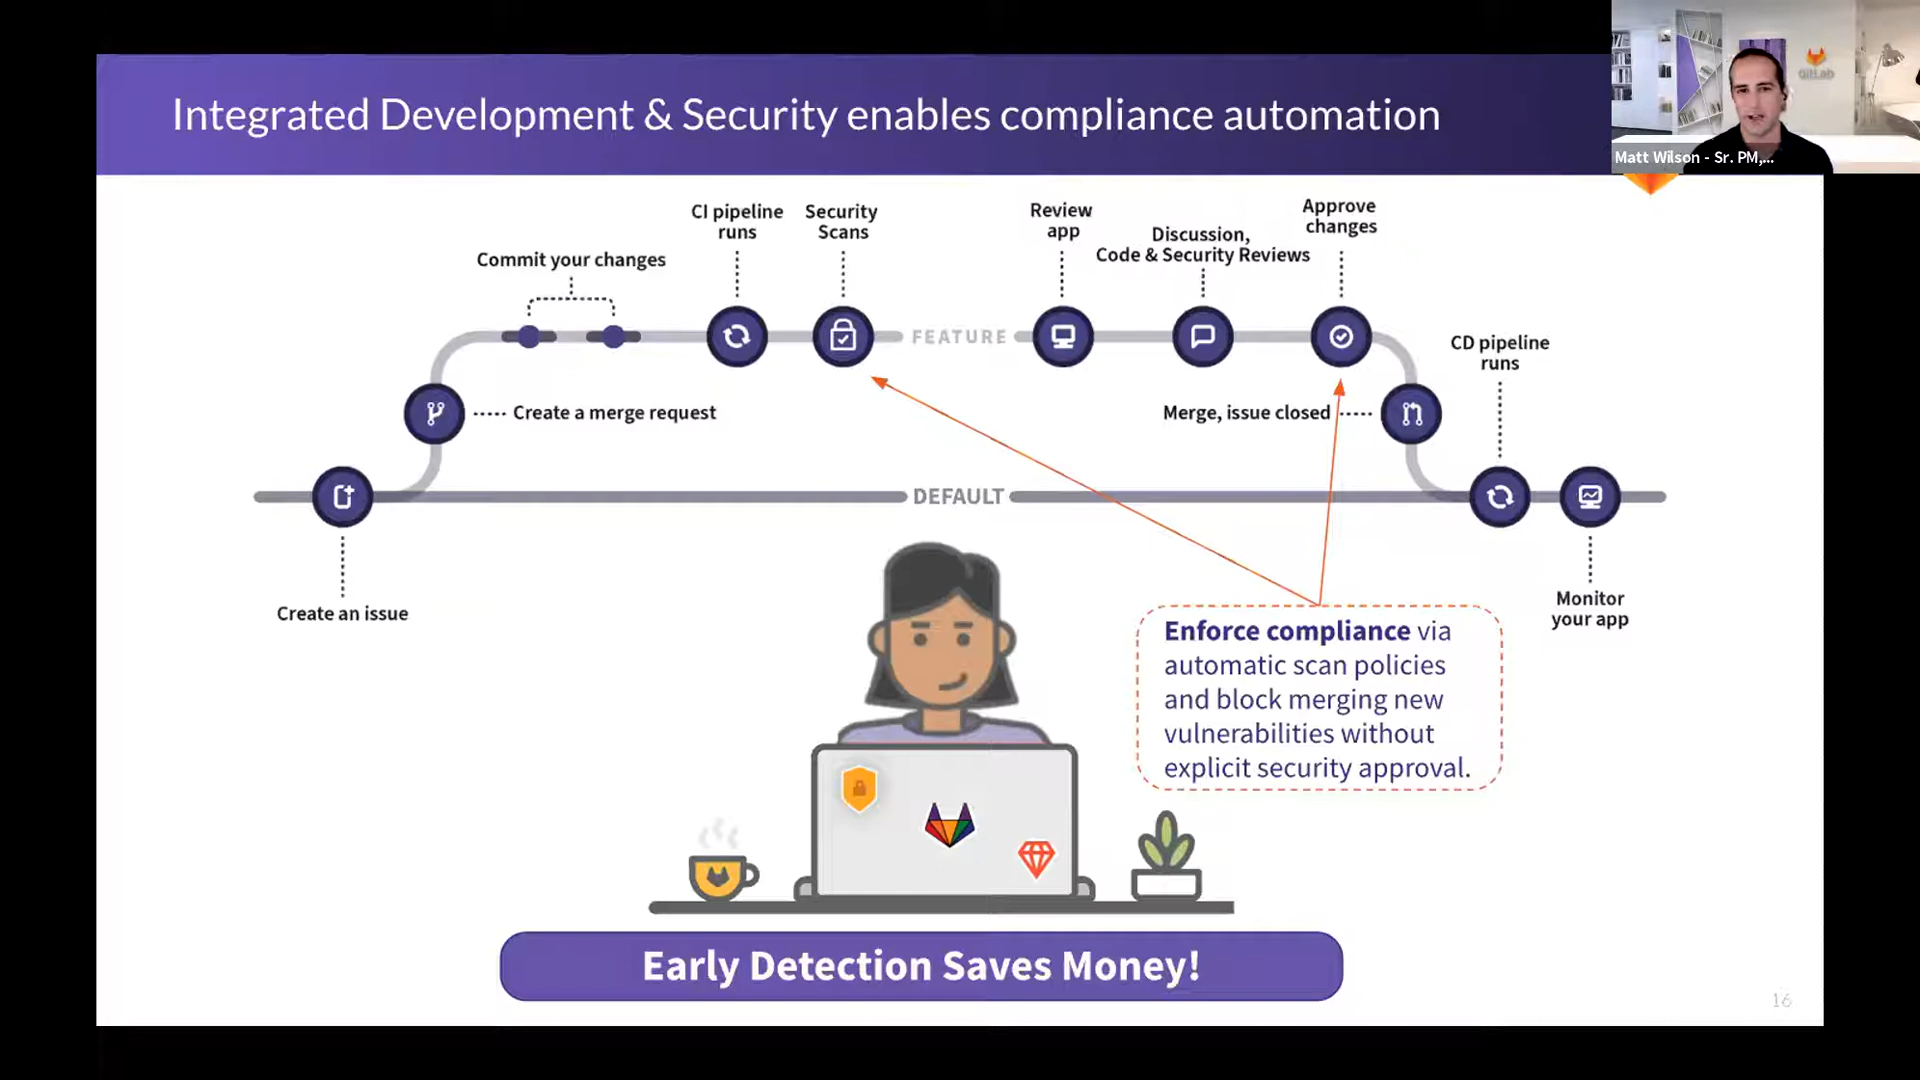 Integrated Development & Security enables compliance automation
GitLab
Matt Wilson - Sr. PM,...
CI pipeline
runs
Security
Scans
Review
app
Discussion,
Code & Security Reviews
Approve
changes
Commit your changes
FEATURE
CD pipeline
runs
Create a merge request
Merge, issue closed
DEFAULT
Create an issue
Monitor
your app
Enforce compliance via
automatic scan policies
and block merging new
vulnerabilities without
explicit security approval.
Early Detection Saves Money!
16